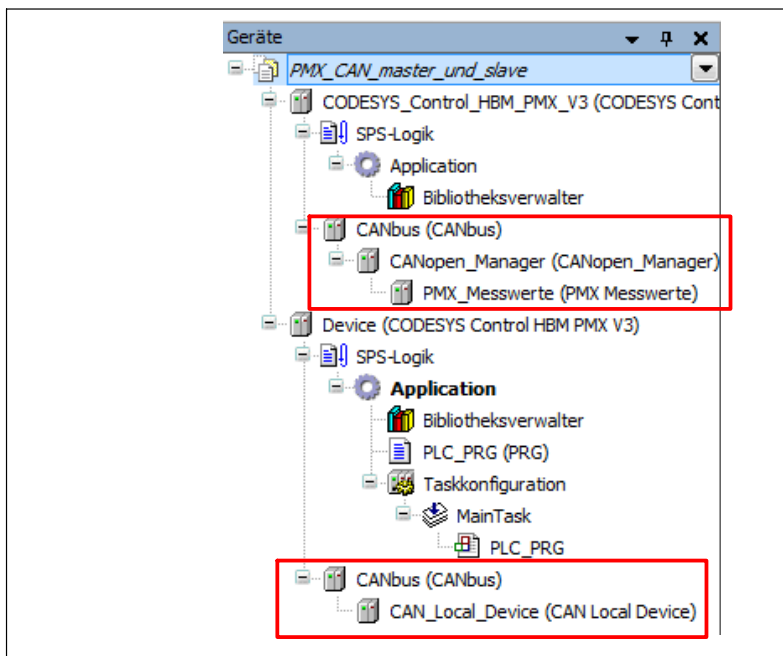 Geräte
PMX_CAN_master_und_slave
CODESYS_Control_HBM_PMX_V3 (CODESYS Cont
SPS-Logik
Application
Bibliotheksverwalter
CANbus (CANbus)
CANopen_Manager (CANopen_Manager)
PMX_Messwerte (PMX Messwerte)
Device (CODESYS Control HBM PMX V3)
SPS-Logik
Application
Bibliotheksverwalter
PLC_PRG (PRG)
Taskkonfiguration
MainTask
PLC_PRG
CANbus (CANbus)
CAN_Local_Device (CAN Local Device)